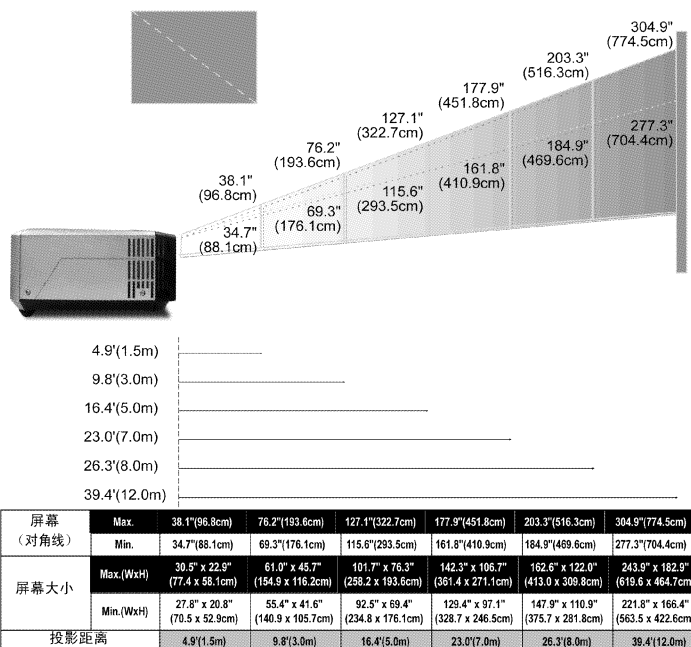 304.9"
(774.5cm)
203.3"
(516.3cm)
177.9"
(451.8cm)
127.1"
(322.7cm)
76.2"
(193.6cm)
38.1"
(96.8cm)
277.3"
(704.4cm)
184.9"
(469.6cm)
161.8"
(410.9cm)
115.6"
(293.5cm)
69.3"
(176.1cm)
34.7"
(88.1cm)
4.9'(1.5m)
9.8'(3.0m)
16.4'(5.0m)
23.0'(7.0m)
26.3'(8.0m)
39.4'(12.0m)
屏幕
（对角线）
Max. 38.1"(96.8cm) 76.2"(193.6cm) 127.1"(322.7cm) 177.9"(451.8cm) 203.3"(516.3cm) 304.9"(774.5cm)
Min. 34.7"(88.1cm) 69.3"(176.1cm) 115.6"(293.5cm) 161.8"(410.9cm) 184.9"(469.6cm) 277.3"(704.4cm)
屏幕大小
Max.(WxH) 30.5" x 22.9" 61.0" x 45.7" 101.7" x 76.3" 142.3" x 106.7" 162.6" x 122.0" 243.9" x 182.9"
(77.4 x 58.1cm) (154.9 x 116.2cm) (258.2 x 193.6cm) (361.4 x 271.1cm) (413.0 x 309.8cm) (619.6 x 464.7cm
Min.(WxH) 27.8" x 20.8" 55.4" x 41.6" 92.5" x 69.4" 129.4" x 97.1" 147.9" x 110.9" 221.8" x 166.4"
(70.5 x 52.9cm) (140.9 x 105.7cm) (234.8 x 176.1cm) (328.7 x 246.5cm) (375.7 x 281.8cm) (563.5 x 422.6cm
投影距离 4.9'(1.5m) 9.8'(3.0m) 16.4'(5.0m) 23.0'(7.0m) 26.3'(8.0m) 39.4'(12.0m)